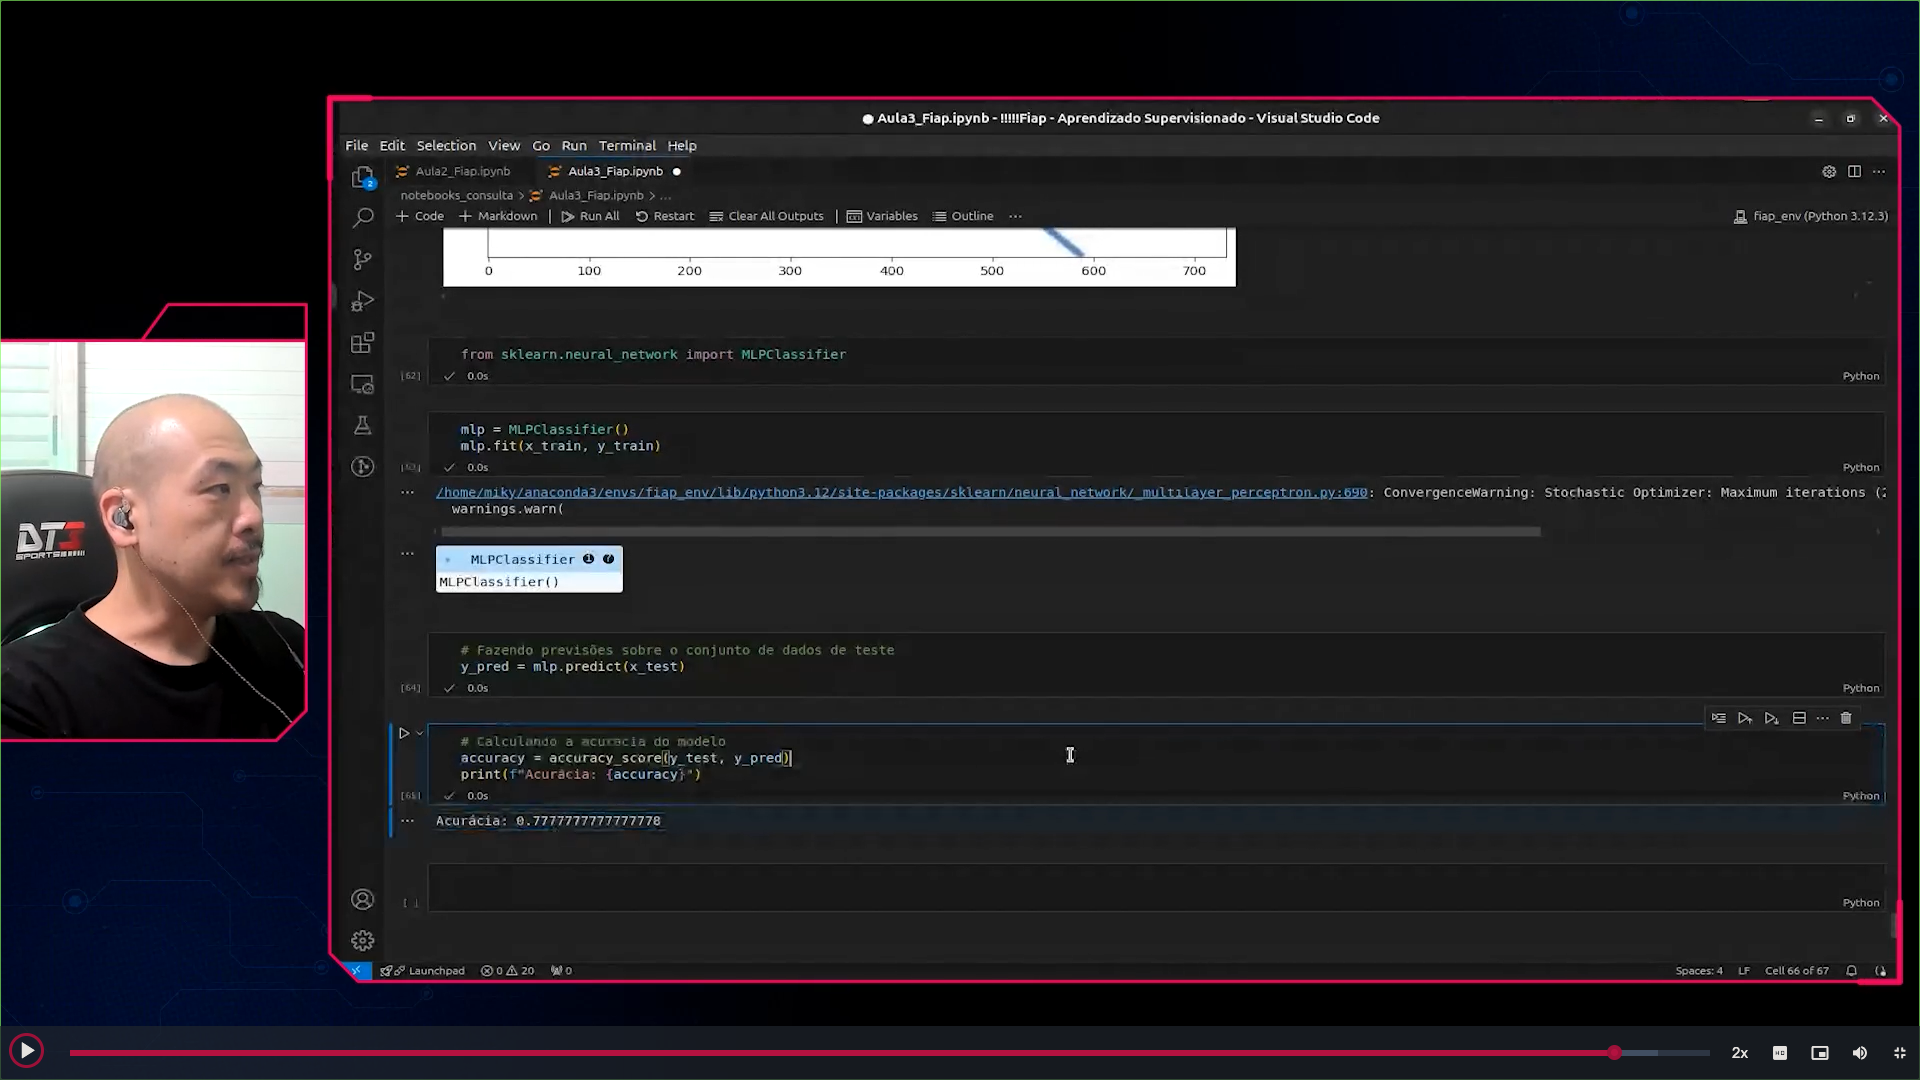 Aula3_Fiap.ipynb - !!!!!Fiap - Aprendizado Supervisionado - Visual Studio Code
File Edit Selection View Go Run Terminal Help
2
Aula2_Fiap.ipynb
Aula3_Fiap.ipynb
notebooks_consulta > Aula3_Fiap.ipynb > ...
+ Code + Markdown | Run All Restart Clear All Outputs | Variables Outline ...
fiap_env (Python 3.12.3)
0 100 200 300 400 500 600 700
from sklearn.neural_network import MLPClassifier
[62] 0.0s Python
mlp = MLPClassifier()
mlp.fit(x_train, y_train)
0.0s Python
/home/miky/anaconda3/envs/fiap_env/lib/python3.12/site-packages/sklearn/neural_network/_multilayer_perceptron.py:690: ConvergenceWarning: Stochastic Optimizer: Maximum iterations (2
warnings.warn(
MLPClassifier i ?
MLPClassifier()
# Fazendo previsões sobre o conjunto de dados de teste
y_pred = mlp.predict(x_test)
[64] 0.0s Python
# Calculando a acurácia do modelo
accuracy = accuracy_score(y_test, y_pred)
print(f"Acurácia: {accuracy}")
[65] 0.0s Python
Acurácia: 0.7777777777777778
[ ] Python
DT3
SPORTS
Launchpad 0 20 0
Spaces: 4 LF Cell 66 of 67
2x HD